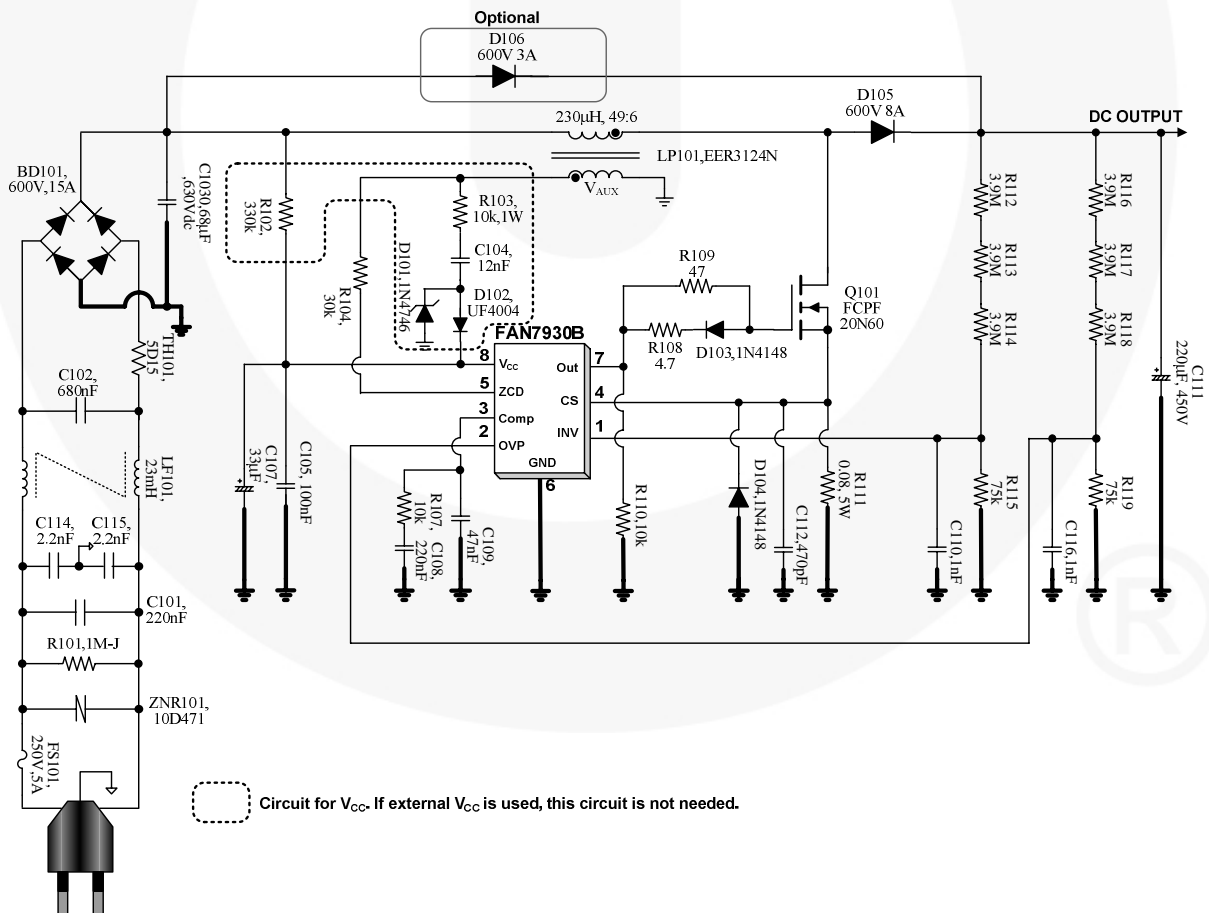 Optional
D106
600V 3A
D105
600V 8A
DC OUTPUT
230μH, 49:6
LP101,EER3124N
VAUX
BD101,
600V,15A
C1030,68μF
,630Vdc
R102,
330k
R103,
10k,1W
C104,
12nF
D101,1N4746
D102,
UF4004
R104,
30k
R109
47
R108
4.7
D103,1N4148
Q101
FCPF
20N60
R112
3.9M
R113
3.9M
R114
3.9M
R116
3.9M
R117
3.9M
R118
3.9M
C111
220μF, 450V
FAN7930B
8
VCC
5
ZCD
3
Comp
2
OVP
GND
6
Out
7
CS
4
INV
1
TH101,
5D15
C102,
680nF
LF101,
23mH
C107,
33μF
C105, 100nF
R107,
10k
C108,
220nF
C109,
47nF
R110,10k
D104,1N4148
C112,470pF
R111
0.08, 5W
C110,1nF
R115
75k
C116,1nF
R119
75k
C114,
2.2nF
C115,
2.2nF
C101,
220nF
R101,1M-J
ZNR101,
10D471
FS101,
250V,5A
Circuit for VCC. If external VCC is used, this circuit is not needed.
®